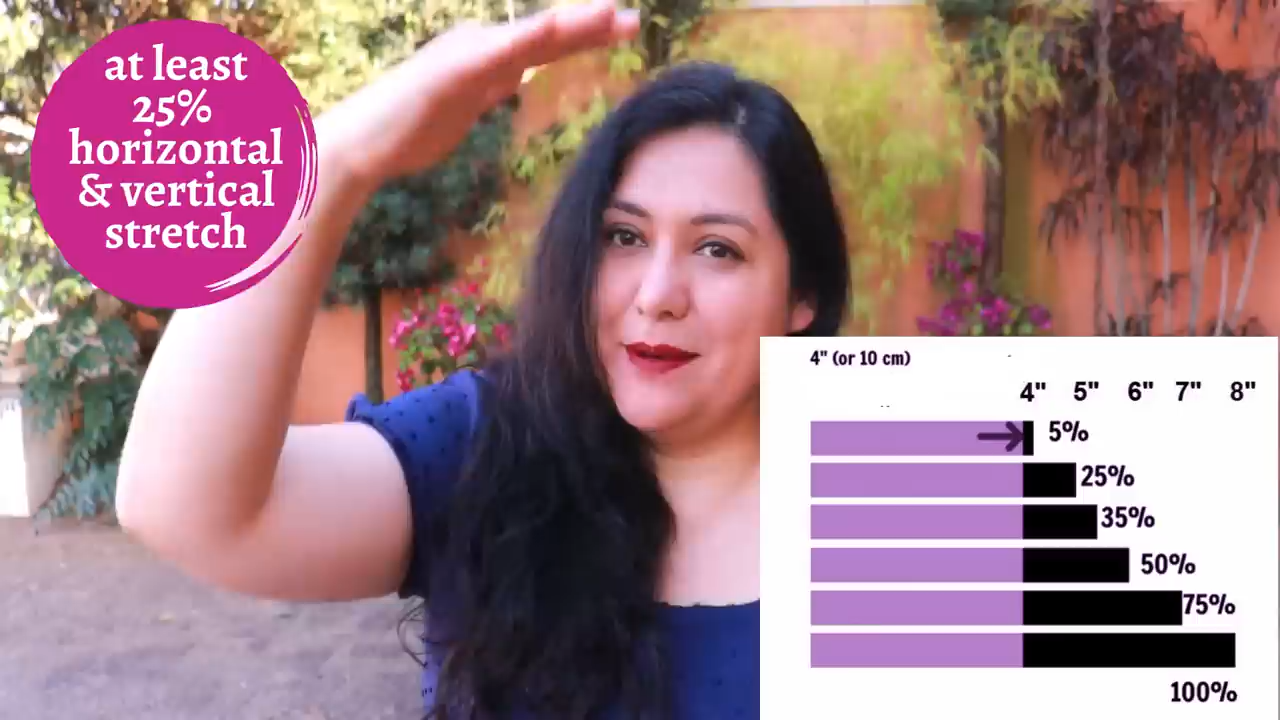 at least
25%
horizontal
& vertical
stretch
4" (or 10 cm)
4" 5" 6" 7" 8"
5%
25%
35%
50%
75%
100%